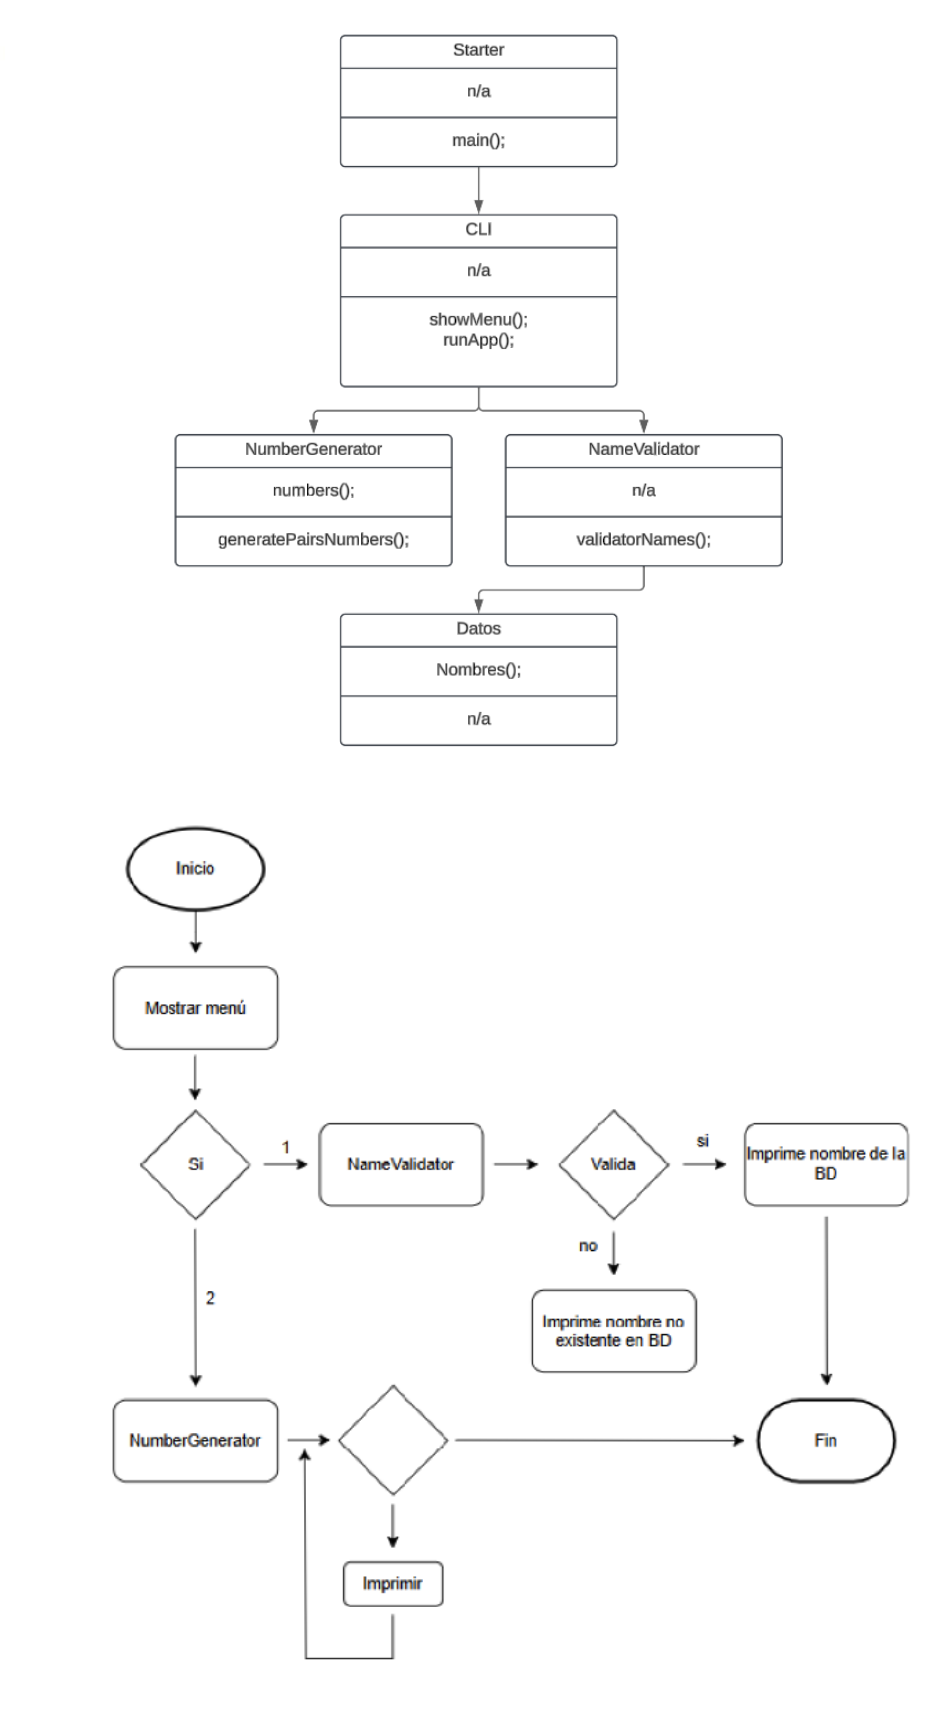 Starter
n/a
main();
CLI
n/a
showMenu();
runApp();
NumberGenerator
numbers();
generatePairsNumbers();
NameValidator
n/a
validatorNames();
Datos
Nombres();
n/a
Inicio
Mostrar menú
Si
1
NameValidator
Valida
si
Imprime nombre de la
BD
no
Imprime nombre no
existente en BD
2
NumberGenerator
Fin
Imprimir